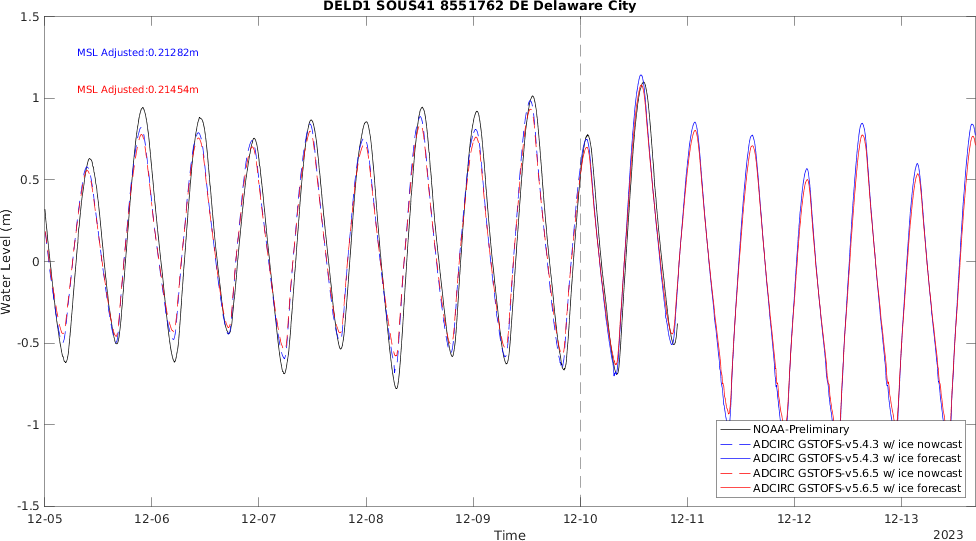 DELD1 SOUS41 8551762 DE Delaware City
1.5
1
0.5
0
-0.5
-1
-1.5
Water Level (m)
MSL Adjusted:0.21282m
MSL Adjusted:0.21454m
NOAA-Preliminary
ADCIRC GSTOFS-v5.4.3 w/ ice nowcast
ADCIRC GSTOFS-v5.4.3 w/ ice forecast
ADCIRC GSTOFS-v5.6.5 w/ ice nowcast
ADCIRC GSTOFS-v5.6.5 w/ ice forecast
12-05 12-06 12-07 12-08 12-09 12-10 12-11 12-12 12-13
Time
2023